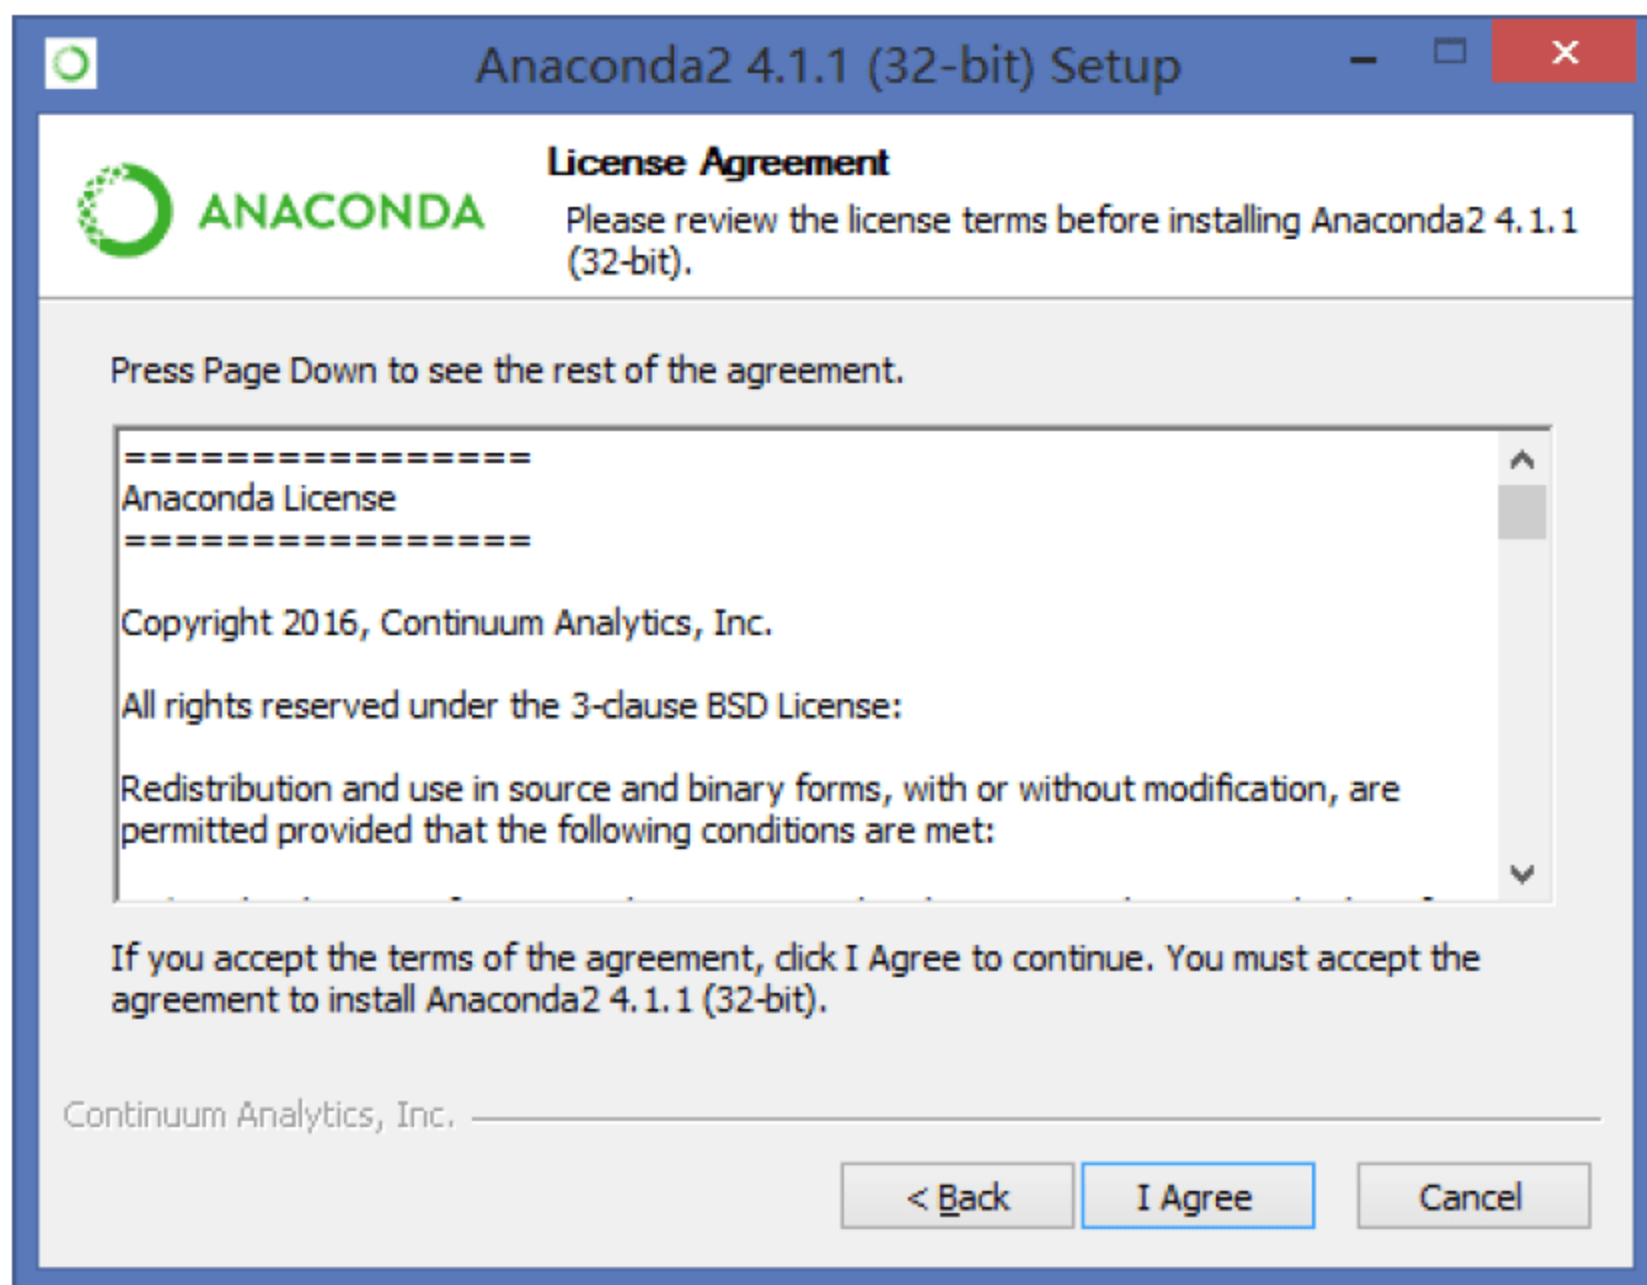 Anaconda2 4.1.1 (32-bit) Setup
ANACONDA
License Agreement
Please review the license terms before installing Anaconda2 4.1.1
(32-bit).
Press Page Down to see the rest of the agreement.
================
Anaconda License
================
Copyright 2016, Continuum Analytics, Inc.
All rights reserved under the 3-clause BSD License:
Redistribution and use in source and binary forms, with or without modification, are
permitted provided that the following conditions are met:
If you accept the terms of the agreement, click I Agree to continue. You must accept the
agreement to install Anaconda2 4.1.1 (32-bit).
Continuum Analytics, Inc.
< Back
I Agree
Cancel